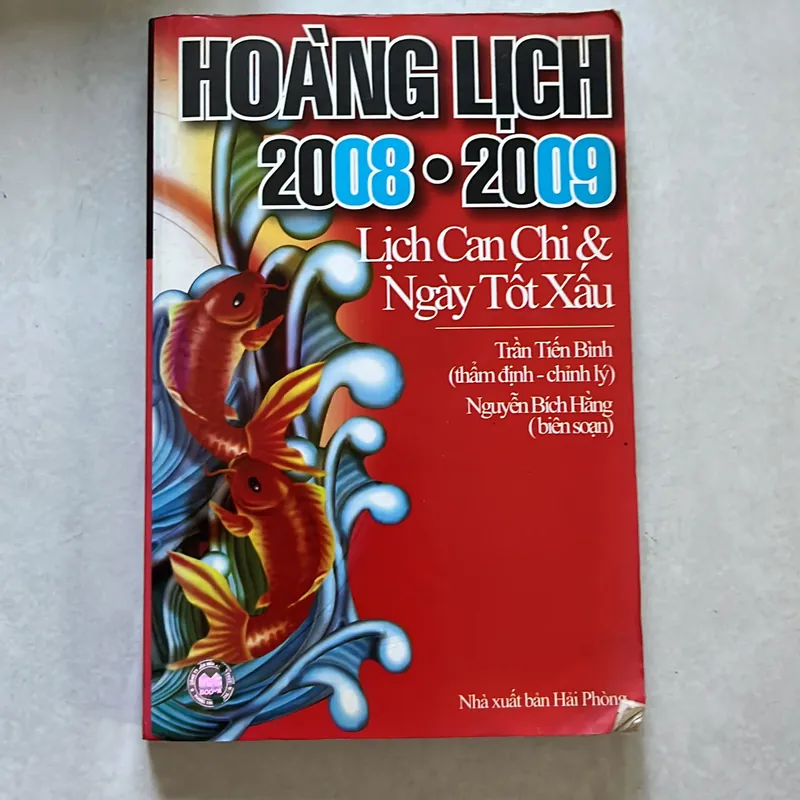 HOÀNG LỊCH
2008 • 2009
Lịch Can Chi &
Ngày Tốt Xấu
Trần Tiến Bình
(thẩm định - chỉnh lý)
Nguyễn Bích Hằng
(biên soạn)
Nhà xuất bản Hải Phòng